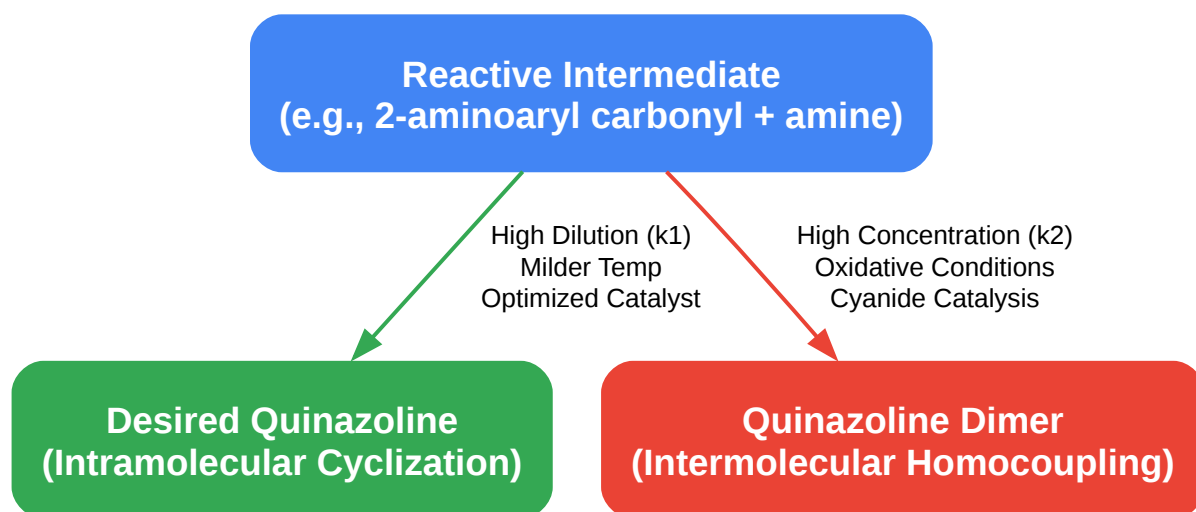 Reactive Intermediate
(e.g., 2-aminoaryl carbonyl + amine)
High Dilution (k1)
Milder Temp
Optimized Catalyst
High Concentration (k2)
Oxidative Conditions
Cyanide Catalysis
Desired Quinazoline
(Intramolecular Cyclization)
Quinazoline Dimer
(Intermolecular Homocoupling)